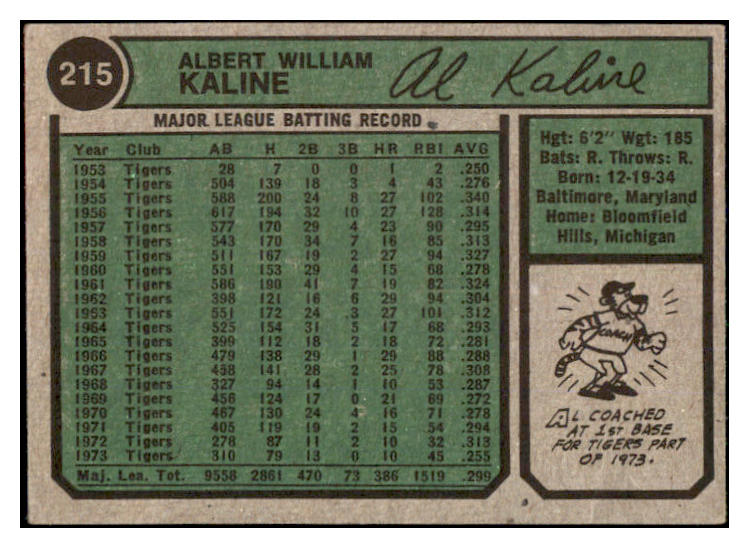 215
ALBERT WILLIAM
KALINE
Al Kaline
MAJOR LEAGUE BATTING RECORD
Year Club AB H 2B 3B HR RBI AVG
1953 Tigers 28 7 0 0 1 2 .250
1954 Tigers 504 139 18 3 4 43 .276
1955 Tigers 588 200 24 8 27 102 .340
1956 Tigers 617 194 32 10 27 128 .314
1957 Tigers 577 170 29 4 23 90 .295
1958 Tigers 543 170 34 7 16 85 .313
1959 Tigers 511 167 19 2 27 94 .327
1960 Tigers 551 153 29 4 15 68 .278
1961 Tigers 586 190 41 7 19 82 .324
1962 Tigers 398 121 16 6 29 94 .304
1963 Tigers 551 172 24 3 27 101 .312
1964 Tigers 525 154 31 5 17 68 .293
1965 Tigers 399 112 18 2 18 72 .281
1966 Tigers 479 138 29 1 29 88 .288
1967 Tigers 458 141 28 2 25 78 .308
1968 Tigers 327 94 14 1 10 53 .287
1969 Tigers 456 124 17 0 21 69 .272
1970 Tigers 467 130 24 4 16 71 .278
1971 Tigers 405 119 19 2 15 54 .294
1972 Tigers 278 87 11 2 10 32 .313
1973 Tigers 310 79 13 0 10 45 .255
Maj. Lea. Tot. 9558 2861 470 73 386 1519 .299
Hgt: 6'2" Wgt: 185
Bats: R. Throws: R.
Born: 12-19-34
Baltimore, Maryland
Home: Bloomfield
Hills, Michigan
COACH
AL COACHED
AT 1ST BASE
FOR TIGERS PART
OF 1973.